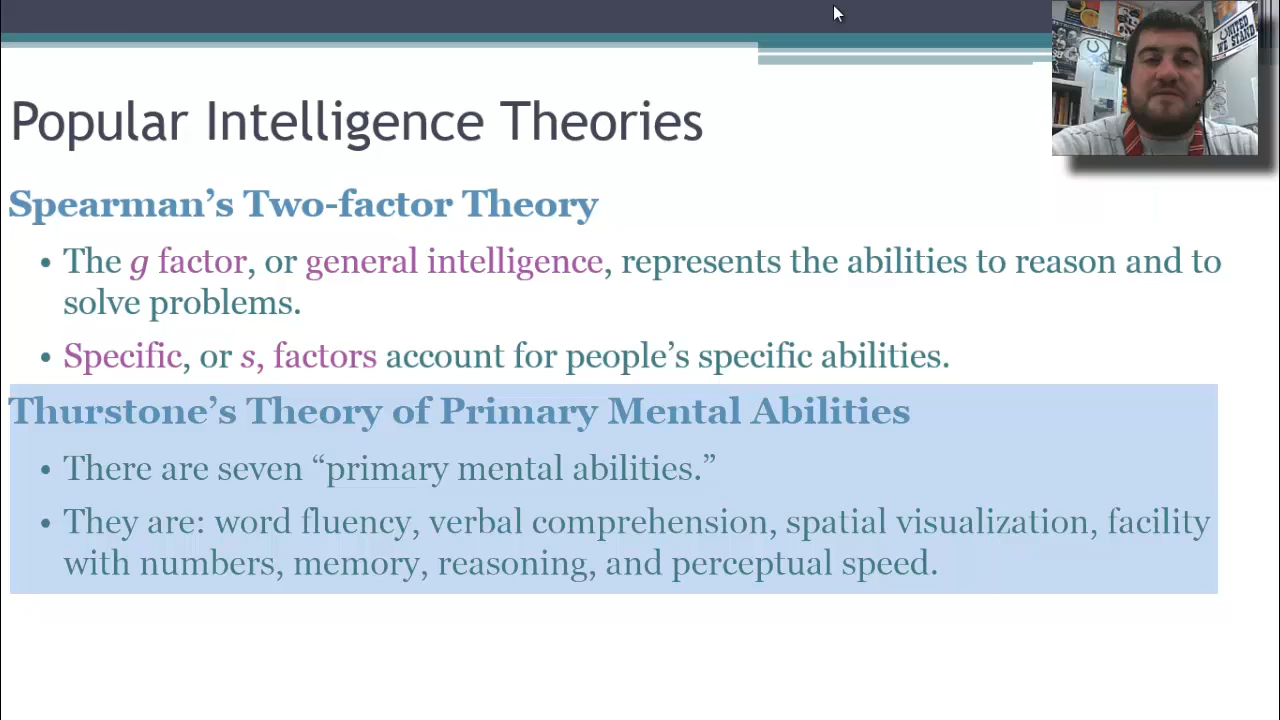 Popular Intelligence Theories
UNITED
WE STAND
Spearman’s Two-factor Theory
• The g factor, or general intelligence, represents the abilities to reason and to
solve problems.
• Specific, or s, factors account for people’s specific abilities.
Thurstone’s Theory of Primary Mental Abilities
• There are seven “primary mental abilities.”
• They are: word fluency, verbal comprehension, spatial visualization, facility
with numbers, memory, reasoning, and perceptual speed.